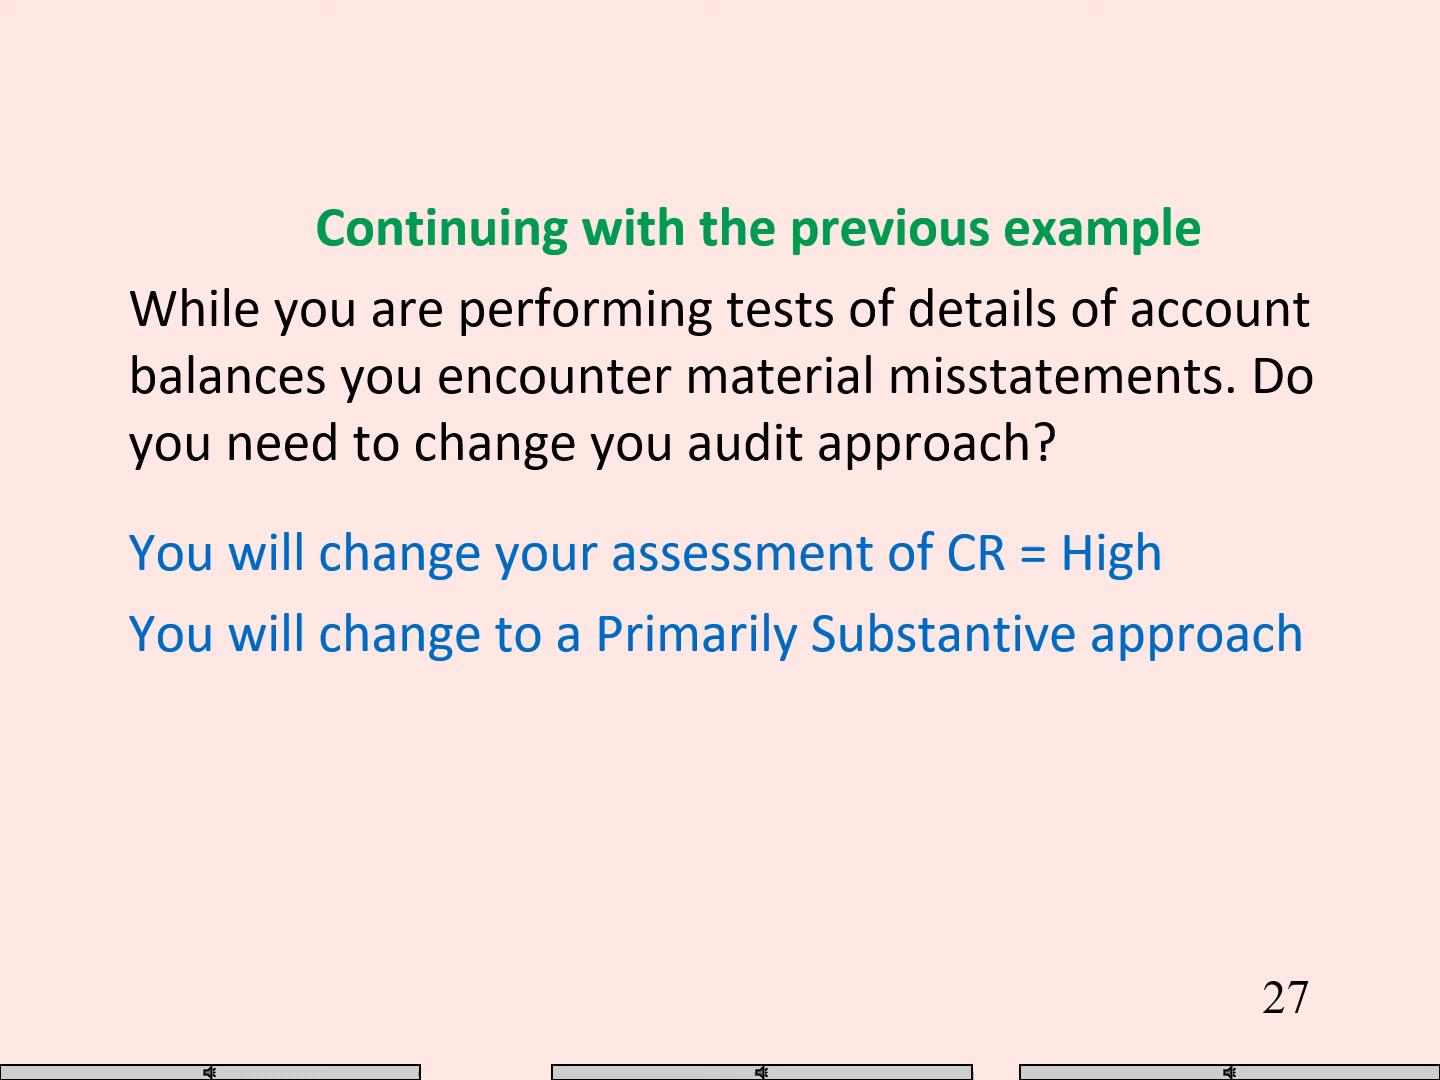 Continuing with the previous example
While you are performing tests of details of account
balances you encounter material misstatements. Do
you need to change you audit approach?
You will change your assessment of CR = High
You will change to a Primarily Substantive approach
27